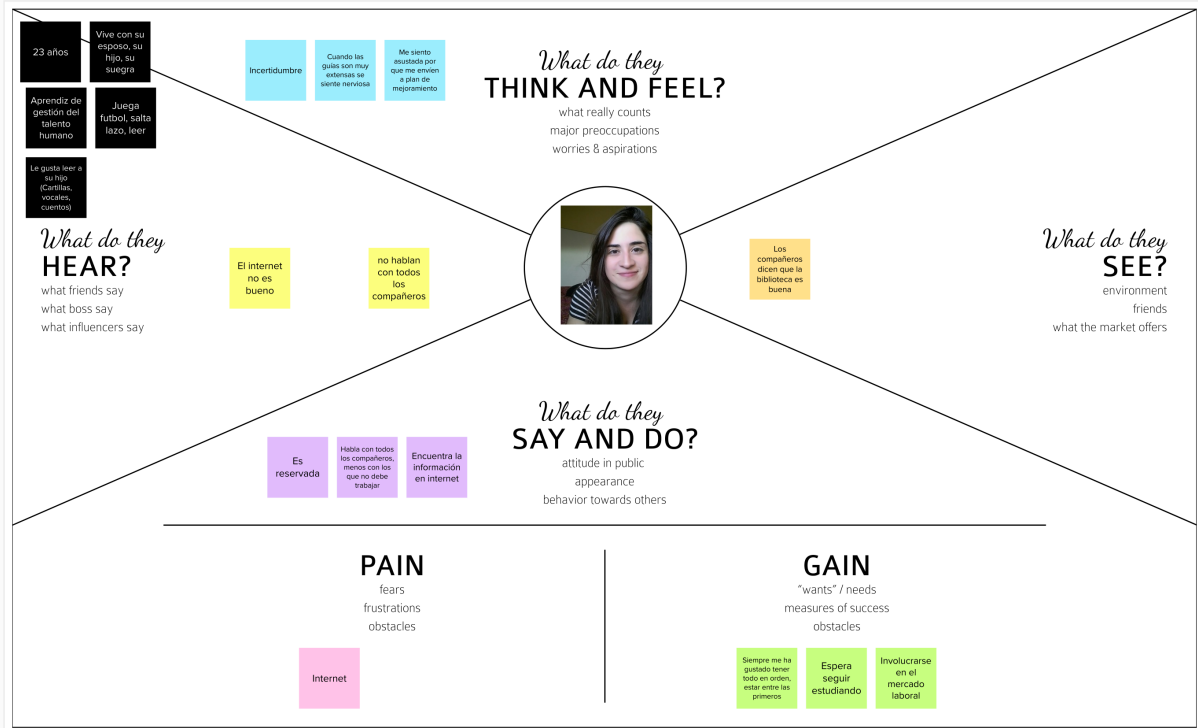 23 años
Vive con su
esposo, su
hijo, su
suegra
Aprendiz de
gestión del
talento
humano
Juega
futbol, salta
lazo, leer
Le gusta leer a
su hijo
(Cartillas,
vocales,
cuentos)
Incertidumbre
Cuando las
guías son muy
extensas se
siente nerviosa
Me siento
asustada por
que me envíen
a plan de
mejoramiento
What do they
THINK AND FEEL?
what really counts
major preoccupations
worries & aspirations
What do they
HEAR?
what friends say
what boss say
what influencers say
El internet
no es
bueno
no hablan
con todos
los
compañeros
Los
compañeros
dicen que la
biblioteca es
buena
What do they
SEE?
environment
friends
what the market offers
What do they
SAY AND DO?
attitude in public
appearance
behavior towards others
Es
reservada
Habla con todos
los compañeros,
menos con los
que no debe
trabajar
Encuentra la
información
en internet
PAIN
fears
frustrations
obstacles
Internet
GAIN
"wants" / needs
measures of success
obstacles
Siempre me ha
gustado tener
todo en orden,
estar entre las
primeros
Espera
seguir
estudiando
Involucrarse
en el
mercado
laboral